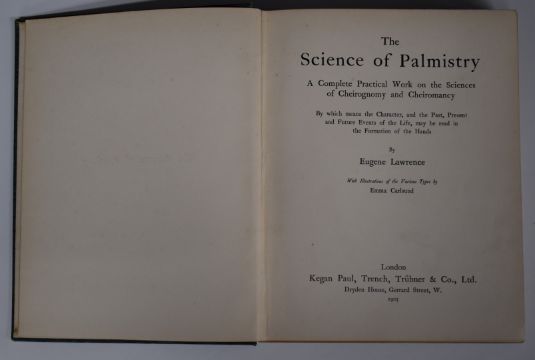 The
Science of Palmistry
A Complete Practical Work on the Sciences
of Cheirognomy and Cheiromancy
By which means the Character, and the Past, Present
and Future Events of the Life, may be read in
the Formation of the Hands
By
Eugene Lawrence
With Illustrations of the Various Types by
Emma
London
Kegan Paul, Trench, Trübner & Co., Ltd.
Dryden House, Gerrard Street, W.
1905